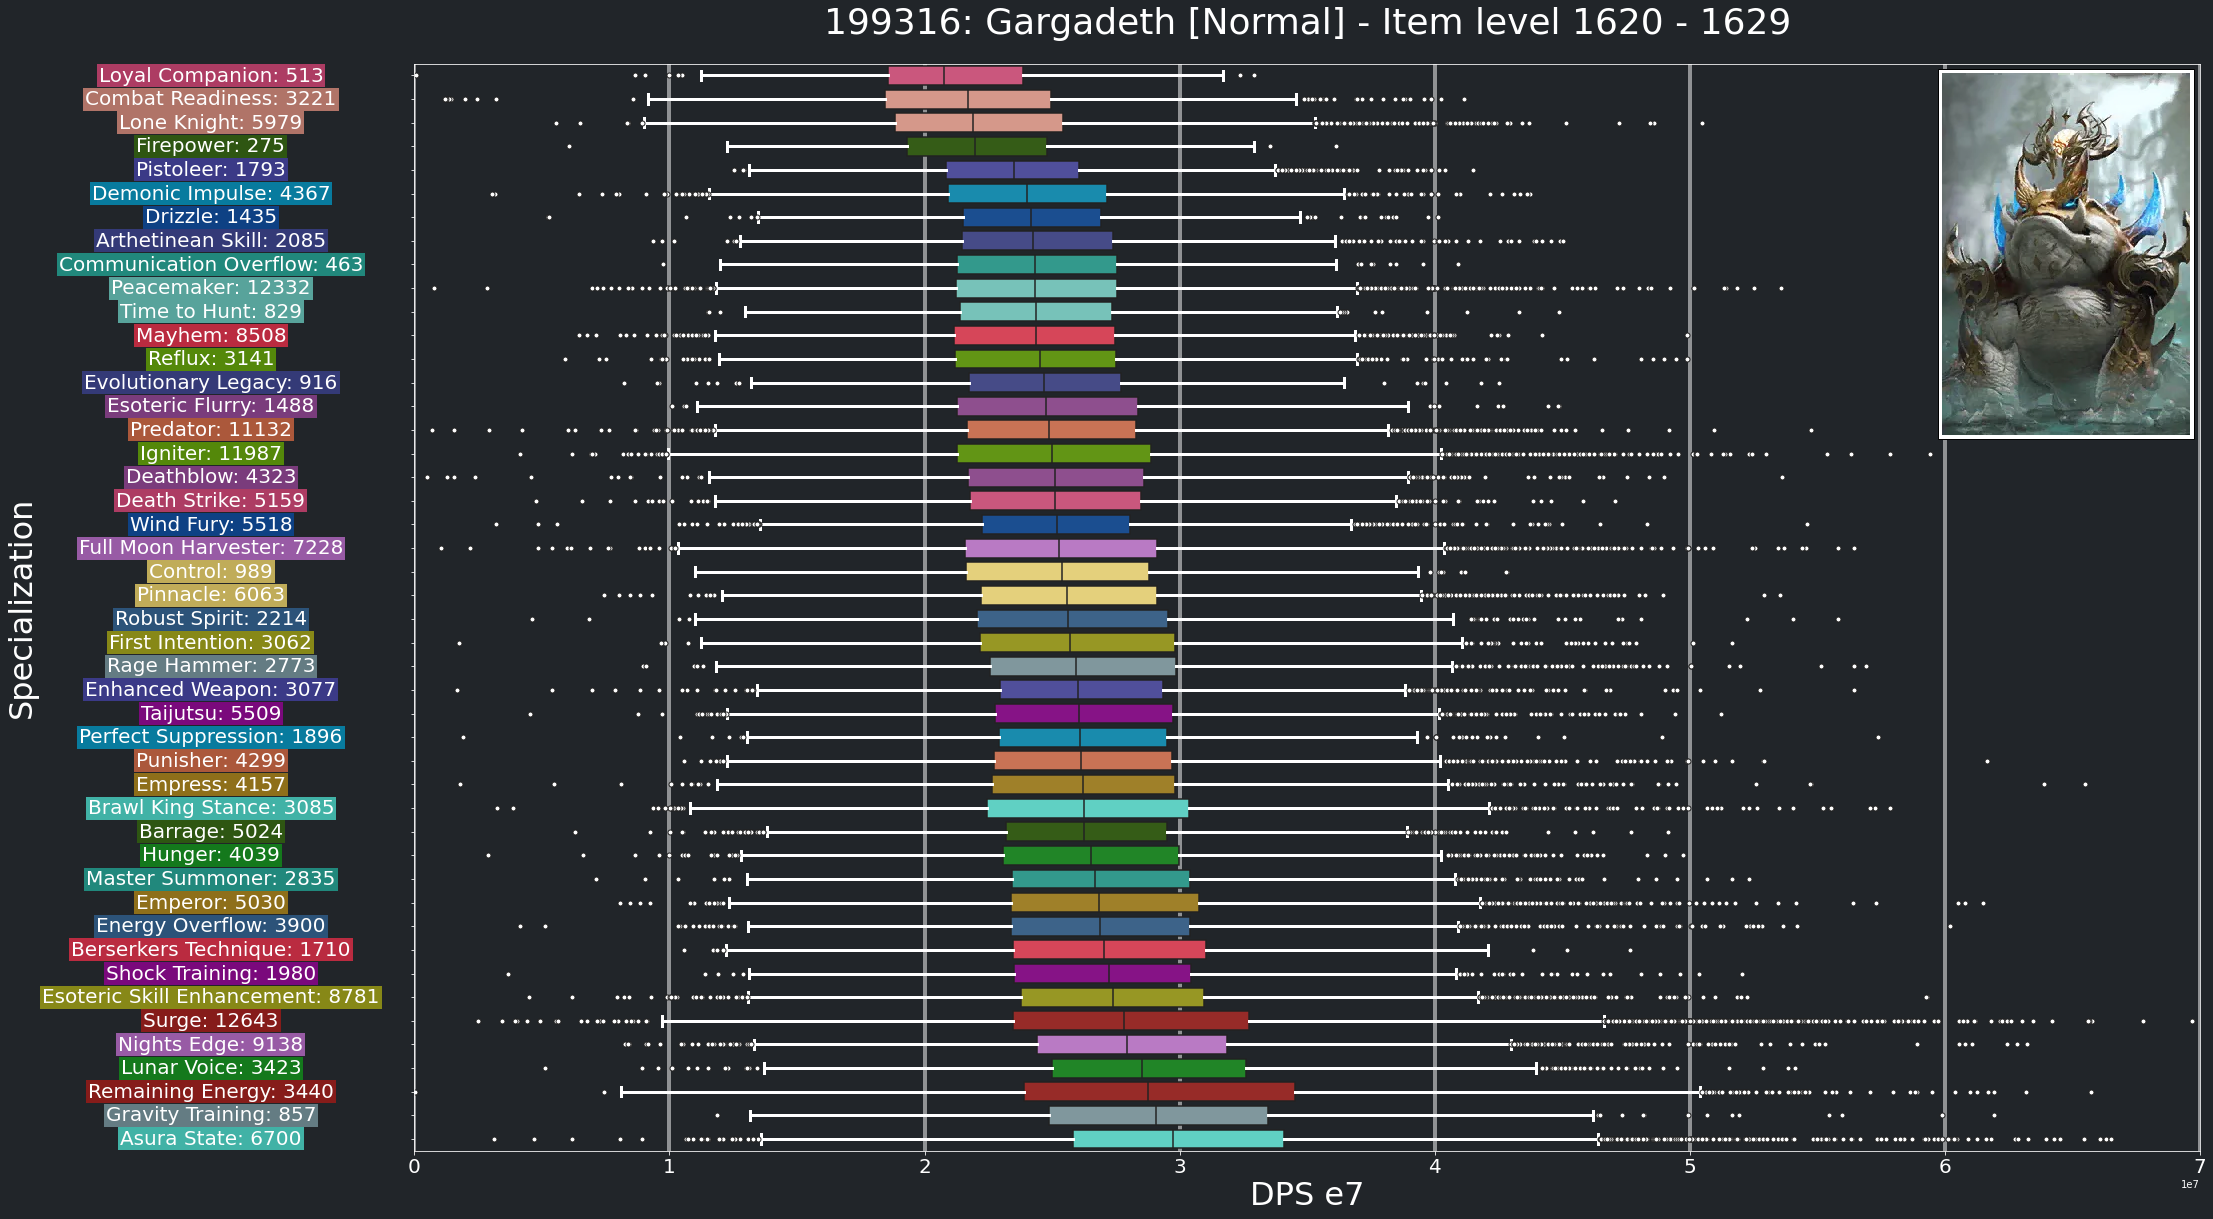 199316: Gargadeth [Normal] - Item level 1620 - 1629
Specialization
Loyal Companion: 513
Combat Readiness: 3221
Lone Knight: 5979
Firepower: 275
Pistoleer: 1793
Demonic Impulse: 4367
Drizzle: 1435
Arthetinean Skill: 2085
Communication Overflow: 463
Peacemaker: 12332
Time to Hunt: 829
Mayhem: 8508
Reflux: 3141
Evolutionary Legacy: 916
Esoteric Flurry: 1488
Predator: 11132
Igniter: 11987
Deathblow: 4323
Death Strike: 5159
Wind Fury: 5518
Full Moon Harvester: 7228
Control: 989
Pinnacle: 6063
Robust Spirit: 2214
First Intention: 3062
Rage Hammer: 2773
Enhanced Weapon: 3077
Taijutsu: 5509
Perfect Suppression: 1896
Punisher: 4299
Empress: 4157
Brawl King Stance: 3085
Barrage: 5024
Hunger: 4039
Master Summoner: 2835
Emperor: 5030
Energy Overflow: 3900
Berserkers Technique: 1710
Shock Training: 1980
Esoteric Skill Enhancement: 8781
Surge: 12643
Nights Edge: 9138
Lunar Voice: 3423
Remaining Energy: 3440
Gravity Training: 857
Asura State: 6700
0 1 2 3 4 5 6 7
1e7
DPS e7